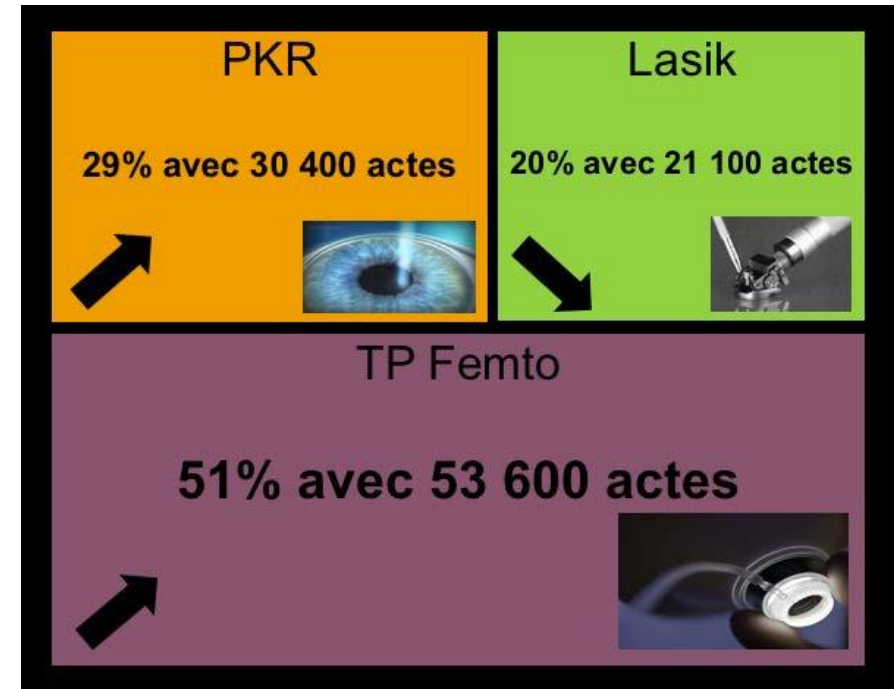 PKR
29% avec 30 400 actes
Lasik
20% avec 21 100 actes
TP Femto
51% avec 53 600 actes